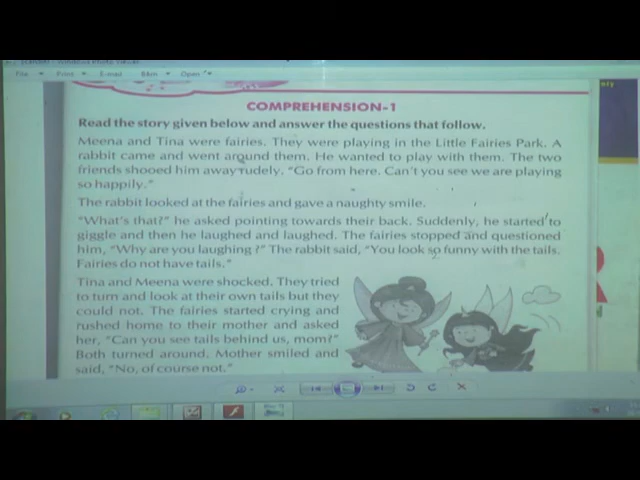 File Print E-mail Burn Open
COMPREHENSION-1
Read the story given below and answer the questions that follow.
Meena and Tina were fairies. They were playing in the Little Fairies Park. A
rabbit came and went around them. He wanted to play with them. The two
friends shooed him away rudely, "Go from here. Can't you see we are playing
so happily."
The rabbit looked at the fairies and gave a naughty smile.
"What's that?" he asked pointing towards their back. Suddenly, he started to
giggle and then he laughed and laughed. The fairies stopped and questioned
him, "Why are you laughing ?" The rabbit said, "You look so funny with the tails.
Fairies do not have tails."
Tina and Meena were shocked. They tried
to turn and look at their own tails but they
could not. The fairies started crying and
rushed home to their mother and asked
her, "Can you see tails behind us, mom?"
Both turned around. Mother smiled and
said, "No, of course not."